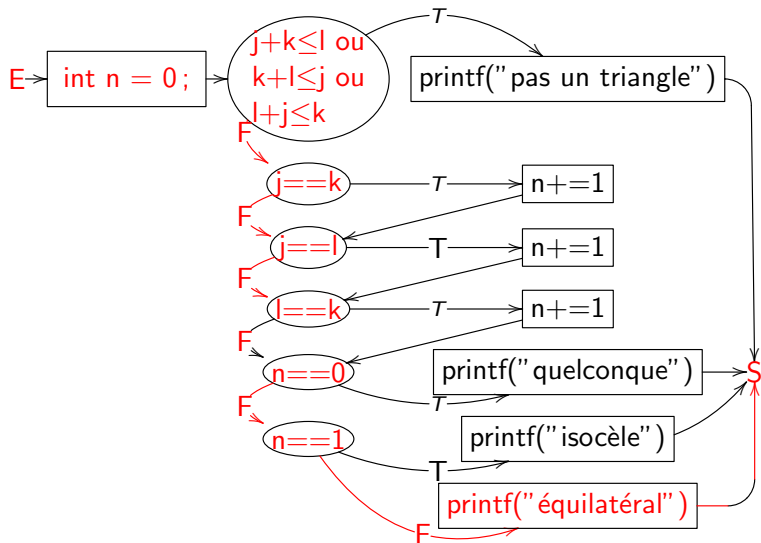 T
E
int n = 0 ;
j+k≤l ou
k+l≤j ou
l+j≤k
printf("pas un triangle")
F
j==k
T
n+=1
F
j==l
T
n+=1
F
l==k
T
n+=1
F
n==0
T
printf("quelconque")
S
F
n==1
T
printf("isocèle")
F
printf("équilatéral")